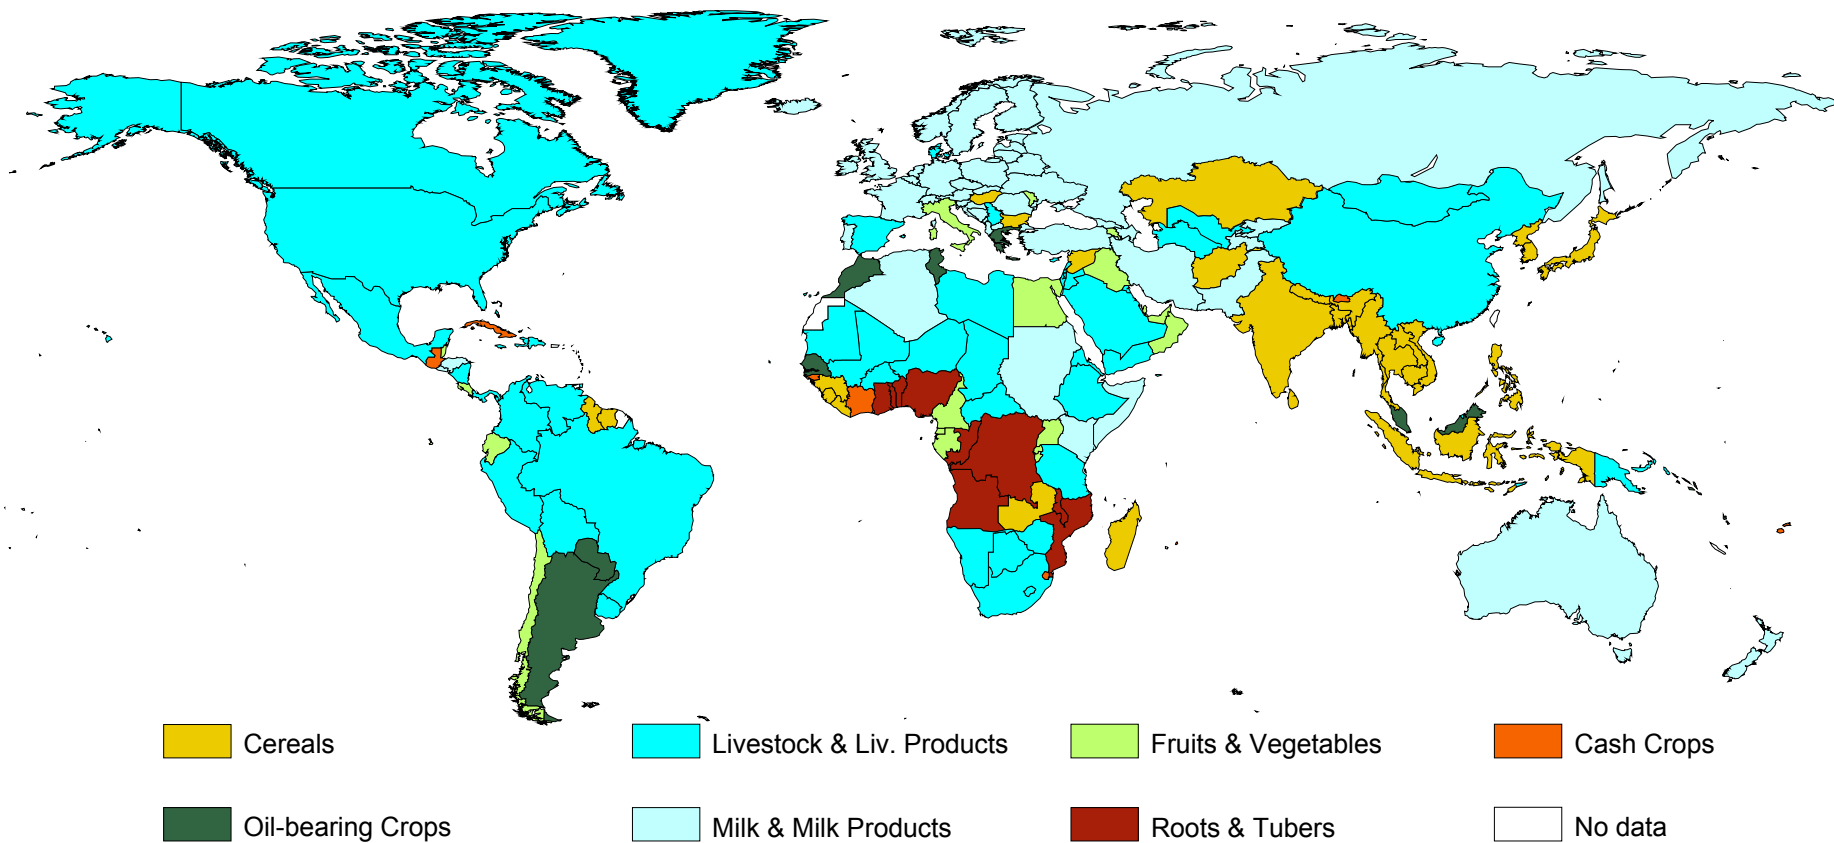 Cereals
Livestock & Liv. Products
Fruits & Vegetables
Cash Crops
Oil-bearing Crops
Milk & Milk Products
Roots & Tubers
No data